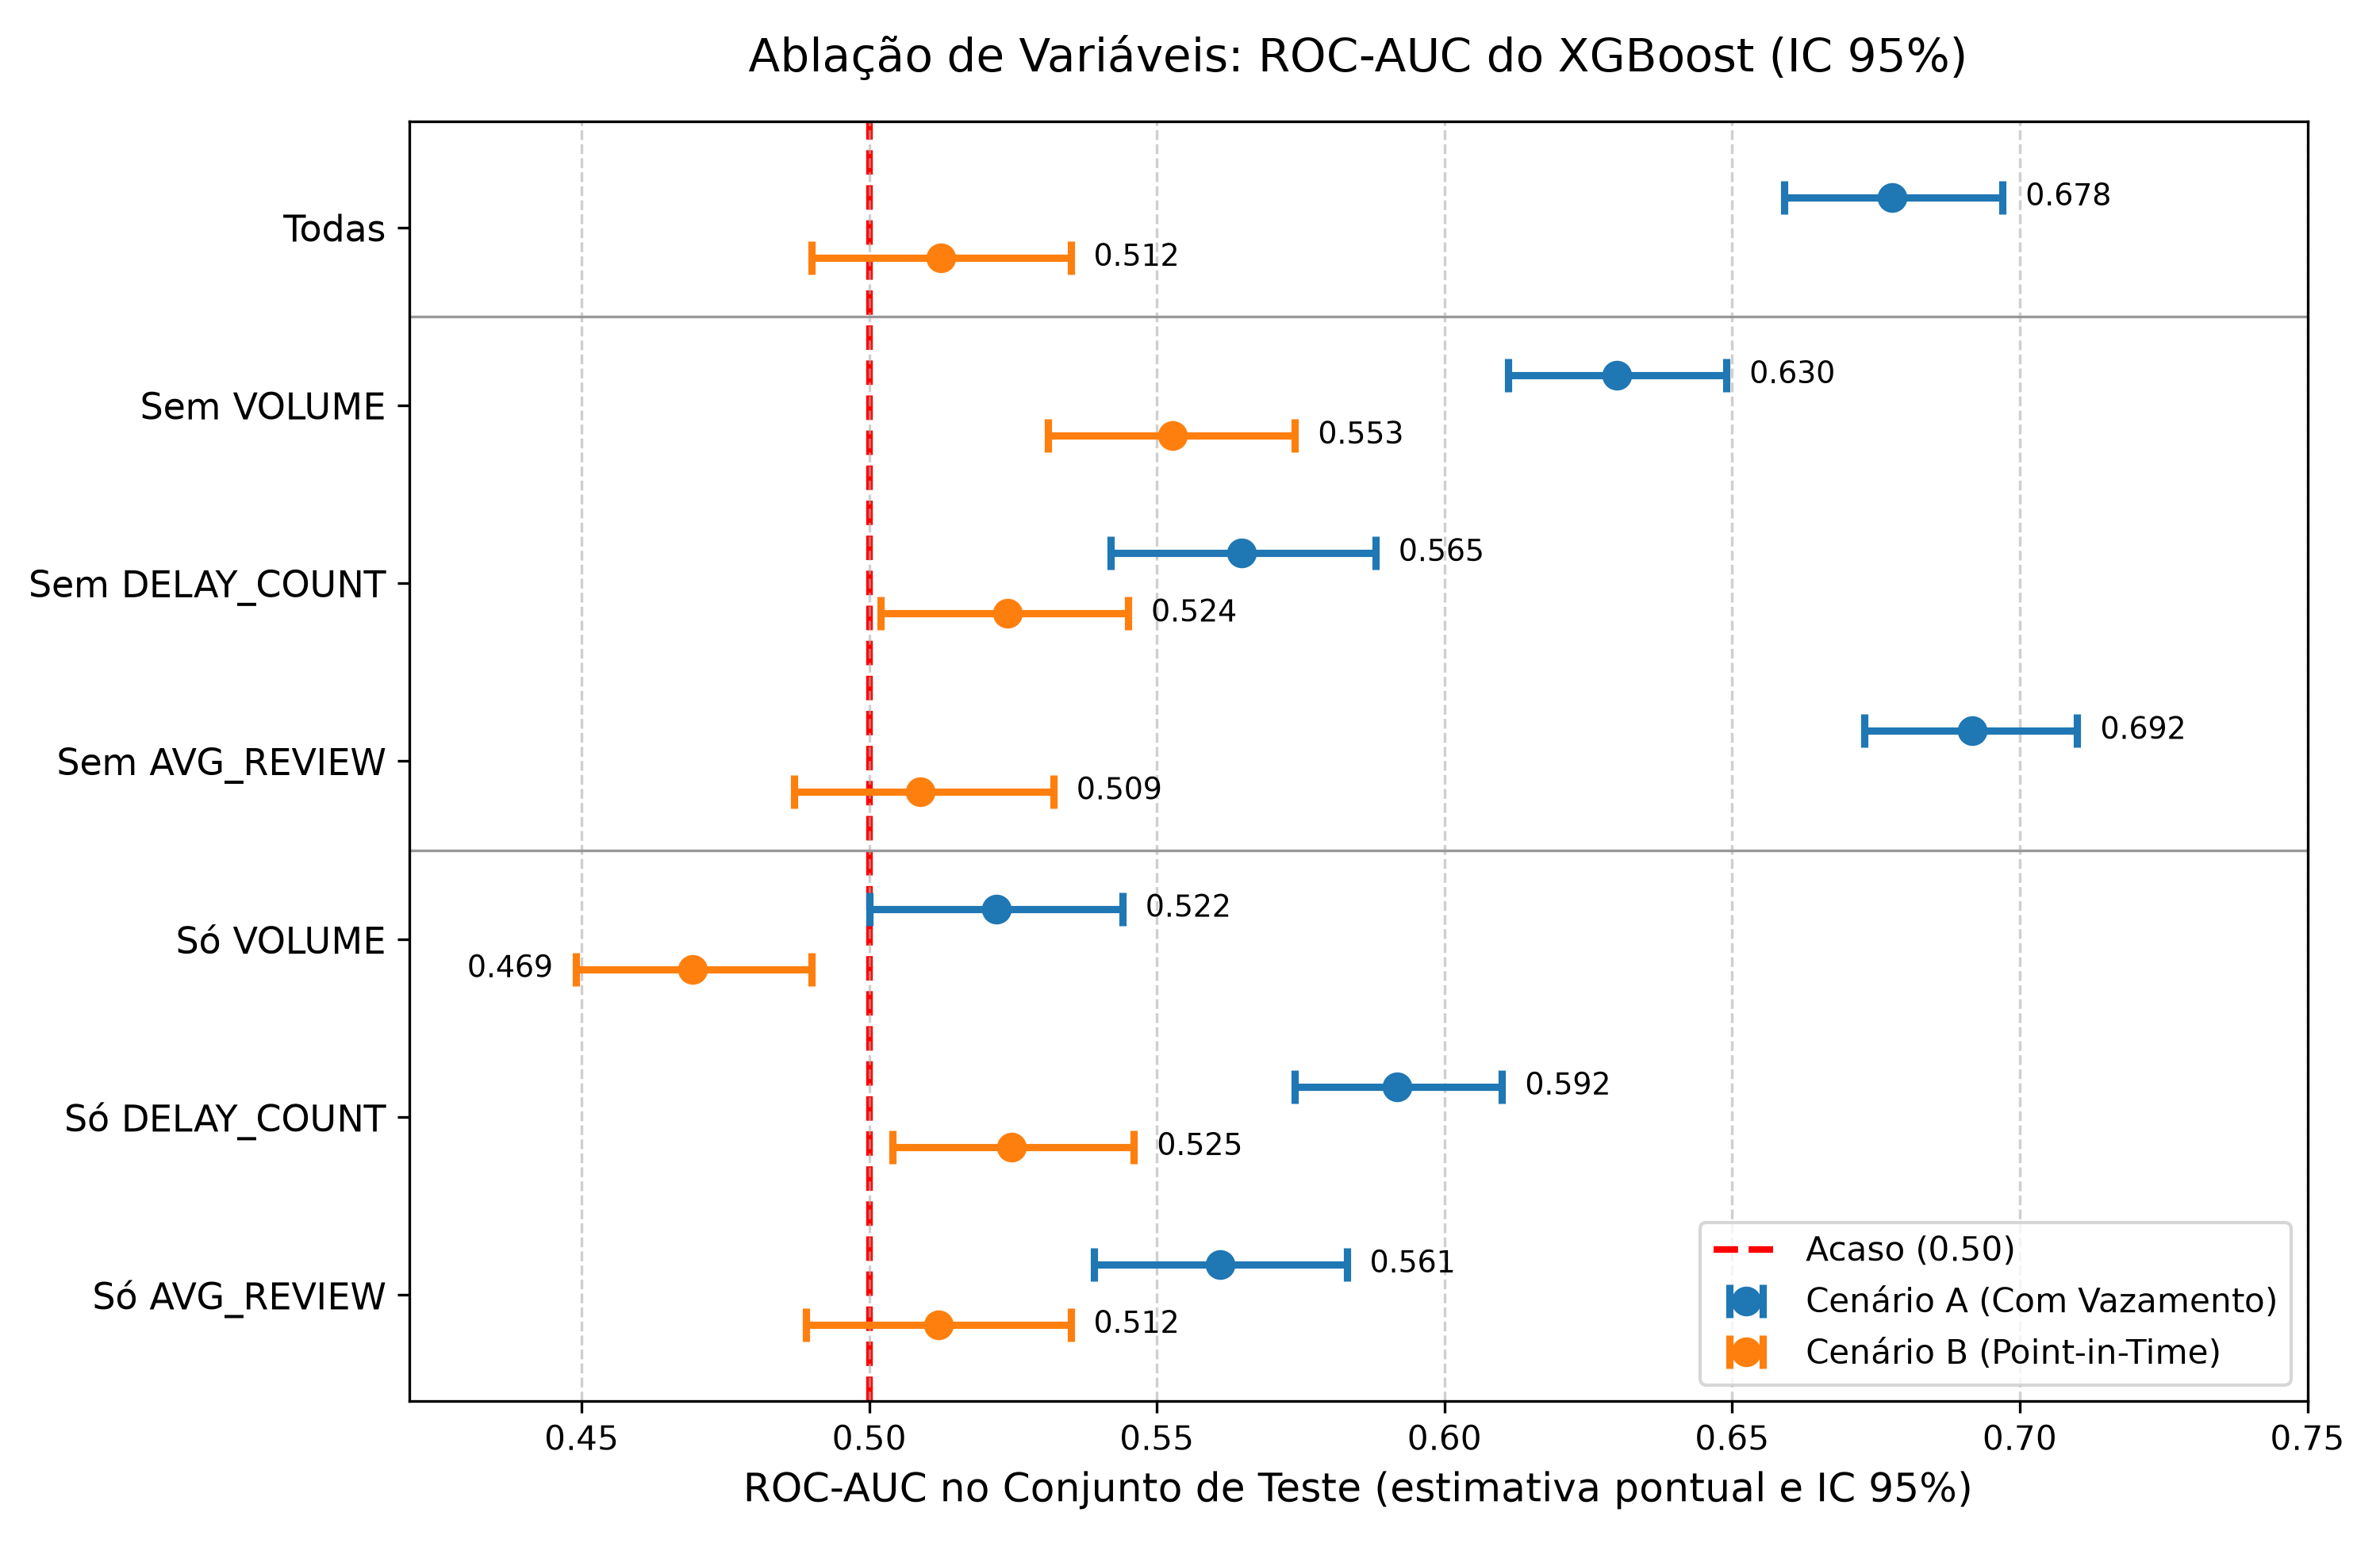 Ablação de Variáveis: ROC-AUC do XGBoost (IC 95%)
Todas
0.678
0.512
Sem VOLUME
0.630
0.553
Sem DELAY_COUNT
0.565
0.524
Sem AVG_REVIEW
0.692
0.509
Só VOLUME
0.522
0.469
Só DELAY_COUNT
0.592
0.525
Só AVG_REVIEW
0.561
0.512
Acaso (0.50)
Cenário A (Com Vazamento)
Cenário B (Point-in-Time)
0.45 0.50 0.55 0.60 0.65 0.70 0.75
ROC-AUC no Conjunto de Teste (estimativa pontual e IC 95%)